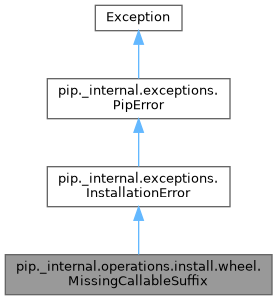 Exception
pip._internal.exceptions.
PipError
pip._internal.exceptions.
InstallationError
pip._internal.operations.install.wheel.
MissingCallableSuffix